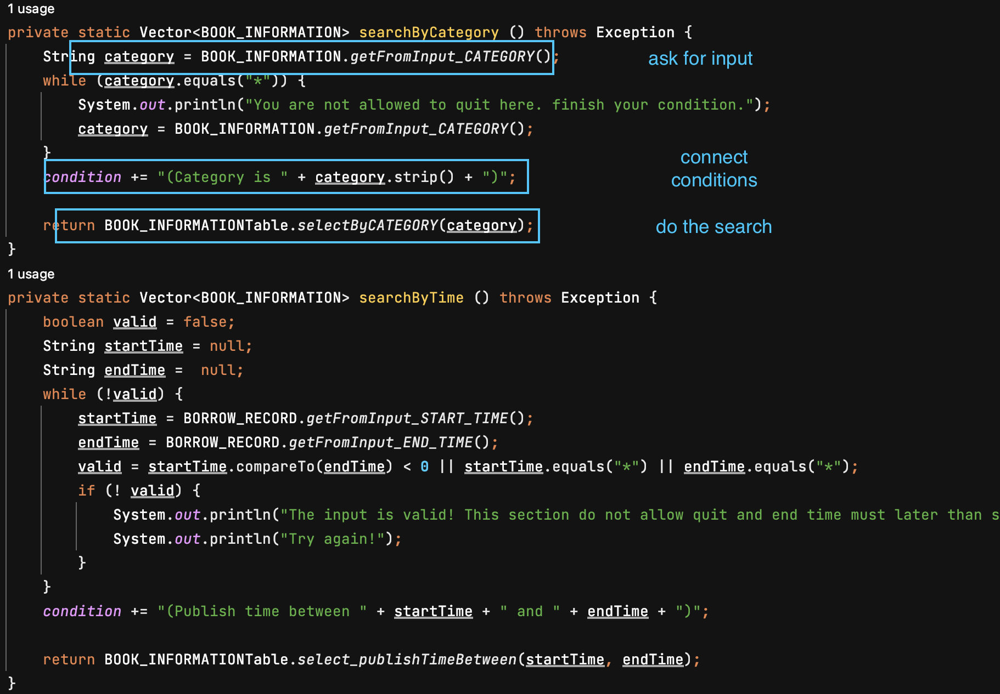 1 usage
private static Vector<BOOK_INFORMATION> searchByCategory () throws Exception {
    String category = BOOK_INFORMATION.getFromInput_CATEGORY();
ask for input
    while (category.equals("*")) {
        System.out.println("You are not allowed to quit here. finish your condition.");
        category = BOOK_INFORMATION.getFromInput_CATEGORY();
    }
connect
conditions
    condition += "(Category is " + category.strip() + ")";
    return BOOK_INFORMATIONTable.selectByCATEGORY(category);
do the search
}
1 usage
private static Vector<BOOK_INFORMATION> searchByTime () throws Exception {
    boolean valid = false;
    String startTime = null;
    String endTime =  null;
    while (!valid) {
        startTime = BORROW_RECORD.getFromInput_START_TIME();
        endTime = BORROW_RECORD.getFromInput_END_TIME();
        valid = startTime.compareTo(endTime) < 0 || startTime.equals("*") || endTime.equals("*");
        if (! valid) {
            System.out.println("The input is valid! This section do not allow quit and end time must later than s
            System.out.println("Try again!");
        }
    }
    condition += "(Publish time between " + startTime + " and " + endTime + ")";
    return BOOK_INFORMATIONTable.select_publishTimeBetween(startTime, endTime);
}